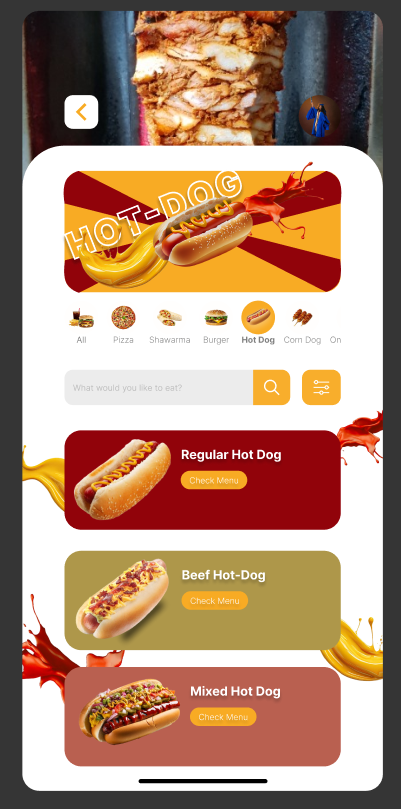 HOT-DOG
All Pizza Shawarma Burger Hot Dog Corn Dog On
What would you like to eat?
Regular Hot Dog
Check Menu
Beef Hot-Dog
Check Menu
Mixed Hot Dog
Check Menu